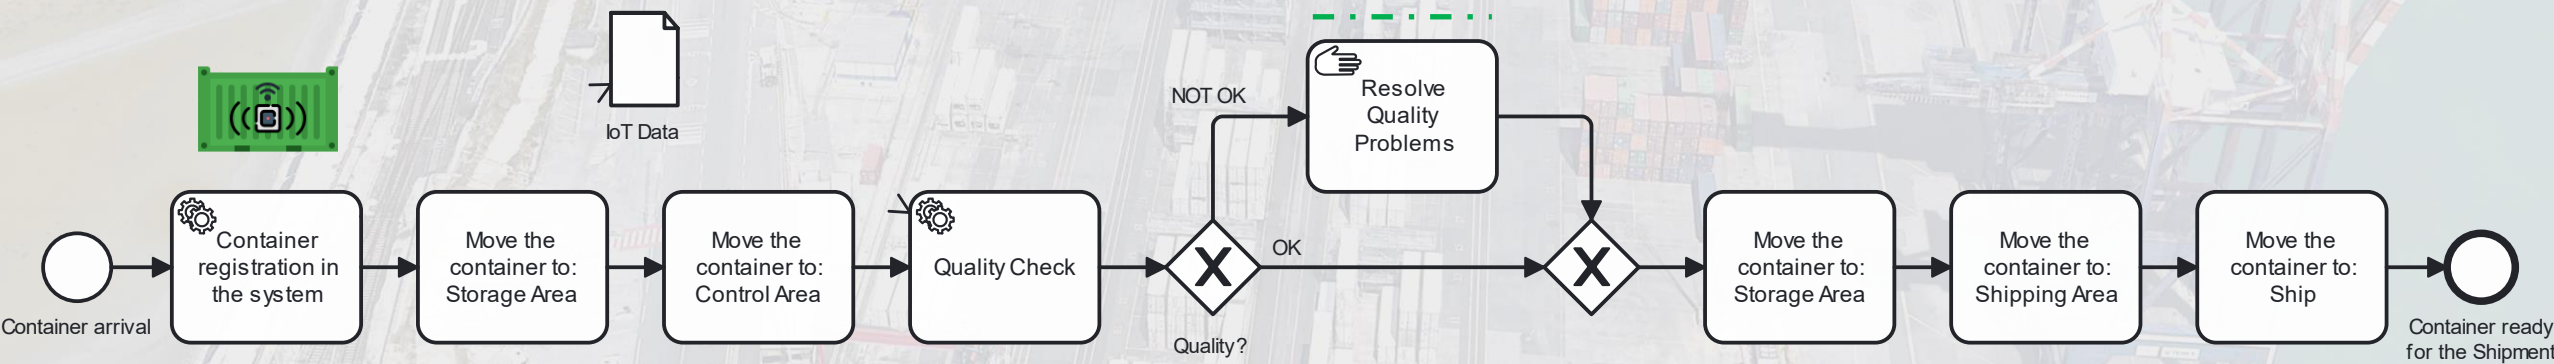 IoT Data
NOT OK
Resolve
Quality
Problems
Container
registration in
the system
Move the
container to:
Storage Area
Move the
container to:
Control Area
Quality Check
OK
Move the
container to:
Storage Area
Move the
container to:
Shipping Area
Move the
container to:
Ship
Container arrival
Quality?
Container ready
for the Shipment